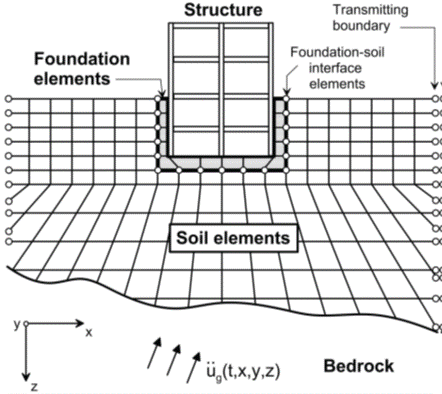 Structure
Transmitting
boundary
Foundation
elements
Foundation-soil
interface
elements
Soil elements
y
x
z
üg(t,x,y,z)
Bedrock